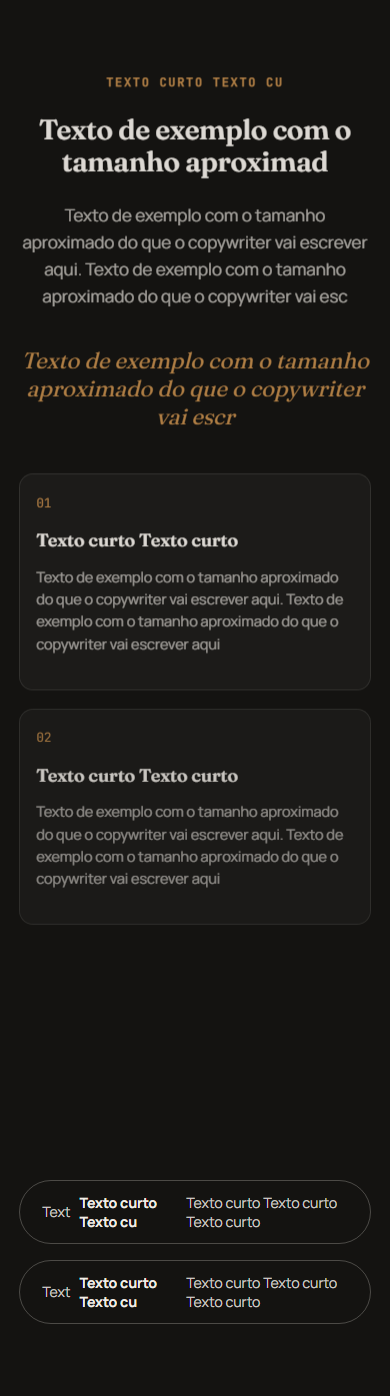 TEXTO CURTO TEXTO CU
Texto de exemplo com o
tamanho aproximad
Texto de exemplo com o tamanho
aproximado do que o copywriter vai escrever
aqui. Texto de exemplo com o tamanho
aproximado do que o copywriter vai esc
Texto de exemplo com o tamanho
aproximado do que o copywriter
vai escr
01
Texto curto Texto curto
Texto de exemplo com o tamanho aproximado
do que o copywriter vai escrever aqui. Texto de
exemplo com o tamanho aproximado do que o
copywriter vai escrever aqui
02
Texto curto Texto curto
Texto de exemplo com o tamanho aproximado
do que o copywriter vai escrever aqui. Texto de
exemplo com o tamanho aproximado do que o
copywriter vai escrever aqui
Text
Texto curto
Texto cu
Texto curto Texto curto
Texto curto
Text
Texto curto
Texto cu
Texto curto Texto curto
Texto curto